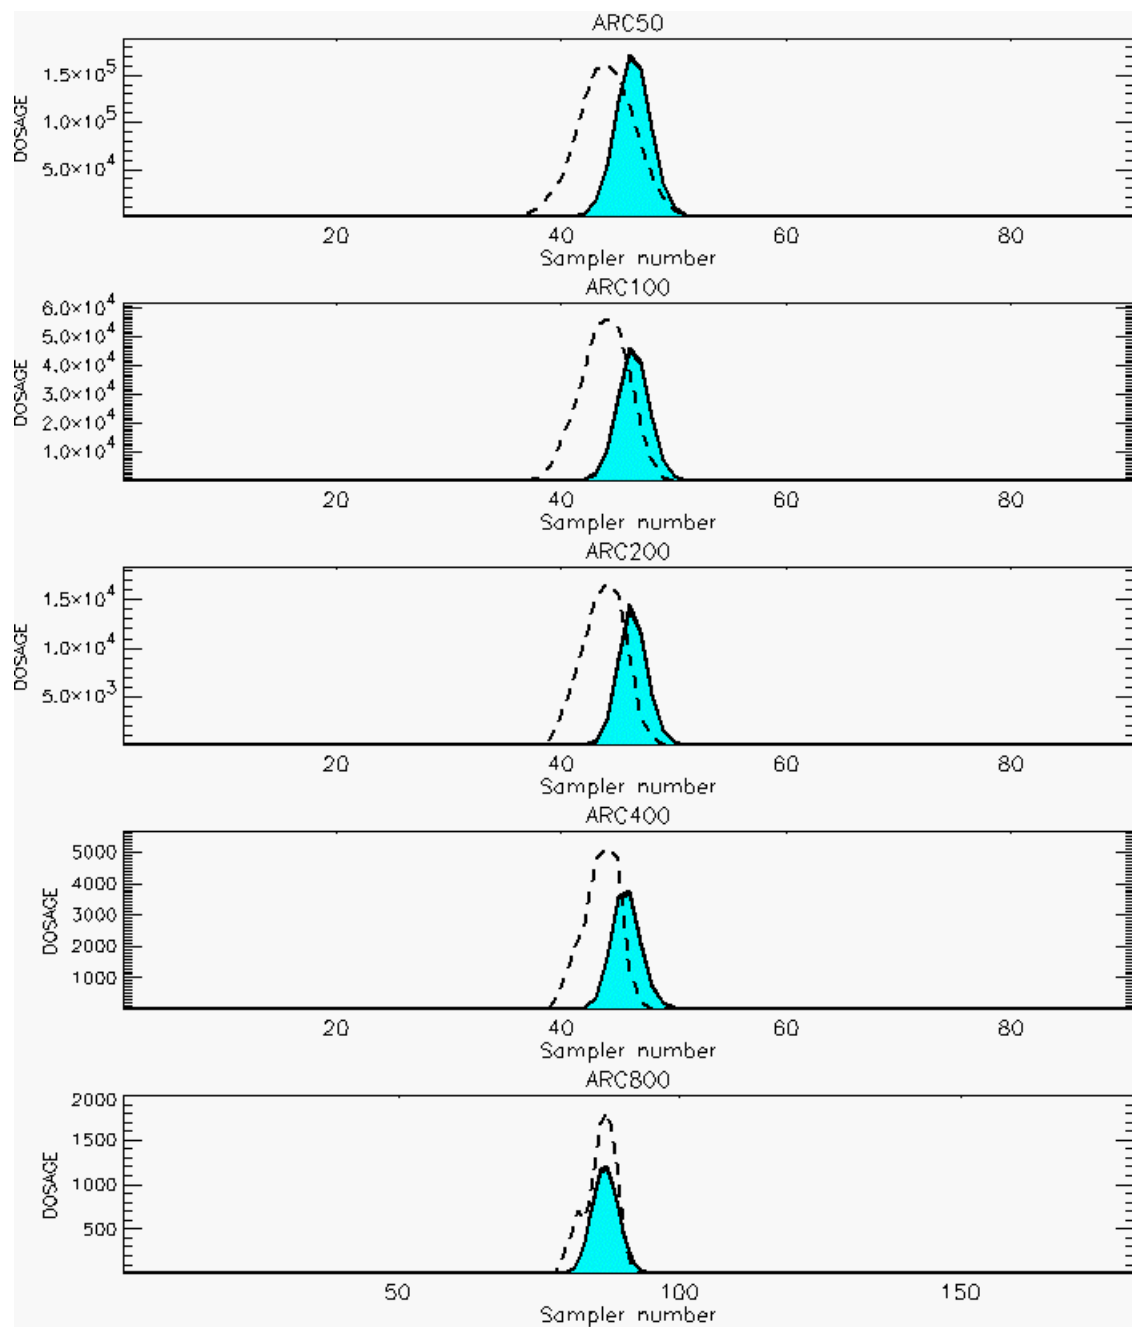 ARC50
1.5×10^5
1.0×10^5
5.0×10^4
DOSAGE
20 40 60 80
Sampler number
ARC100
6.0×10^4
5.0×10^4
4.0×10^4
3.0×10^4
2.0×10^4
1.0×10^4
DOSAGE
20 40 60 80
Sampler number
ARC200
1.5×10^4
1.0×10^4
5.0×10^3
DOSAGE
20 40 60 80
Sampler number
ARC400
5000
4000
3000
2000
1000
DOSAGE
20 40 60 80
Sampler number
ARC800
2000
1500
1000
500
DOSAGE
50 100 150
Sampler number